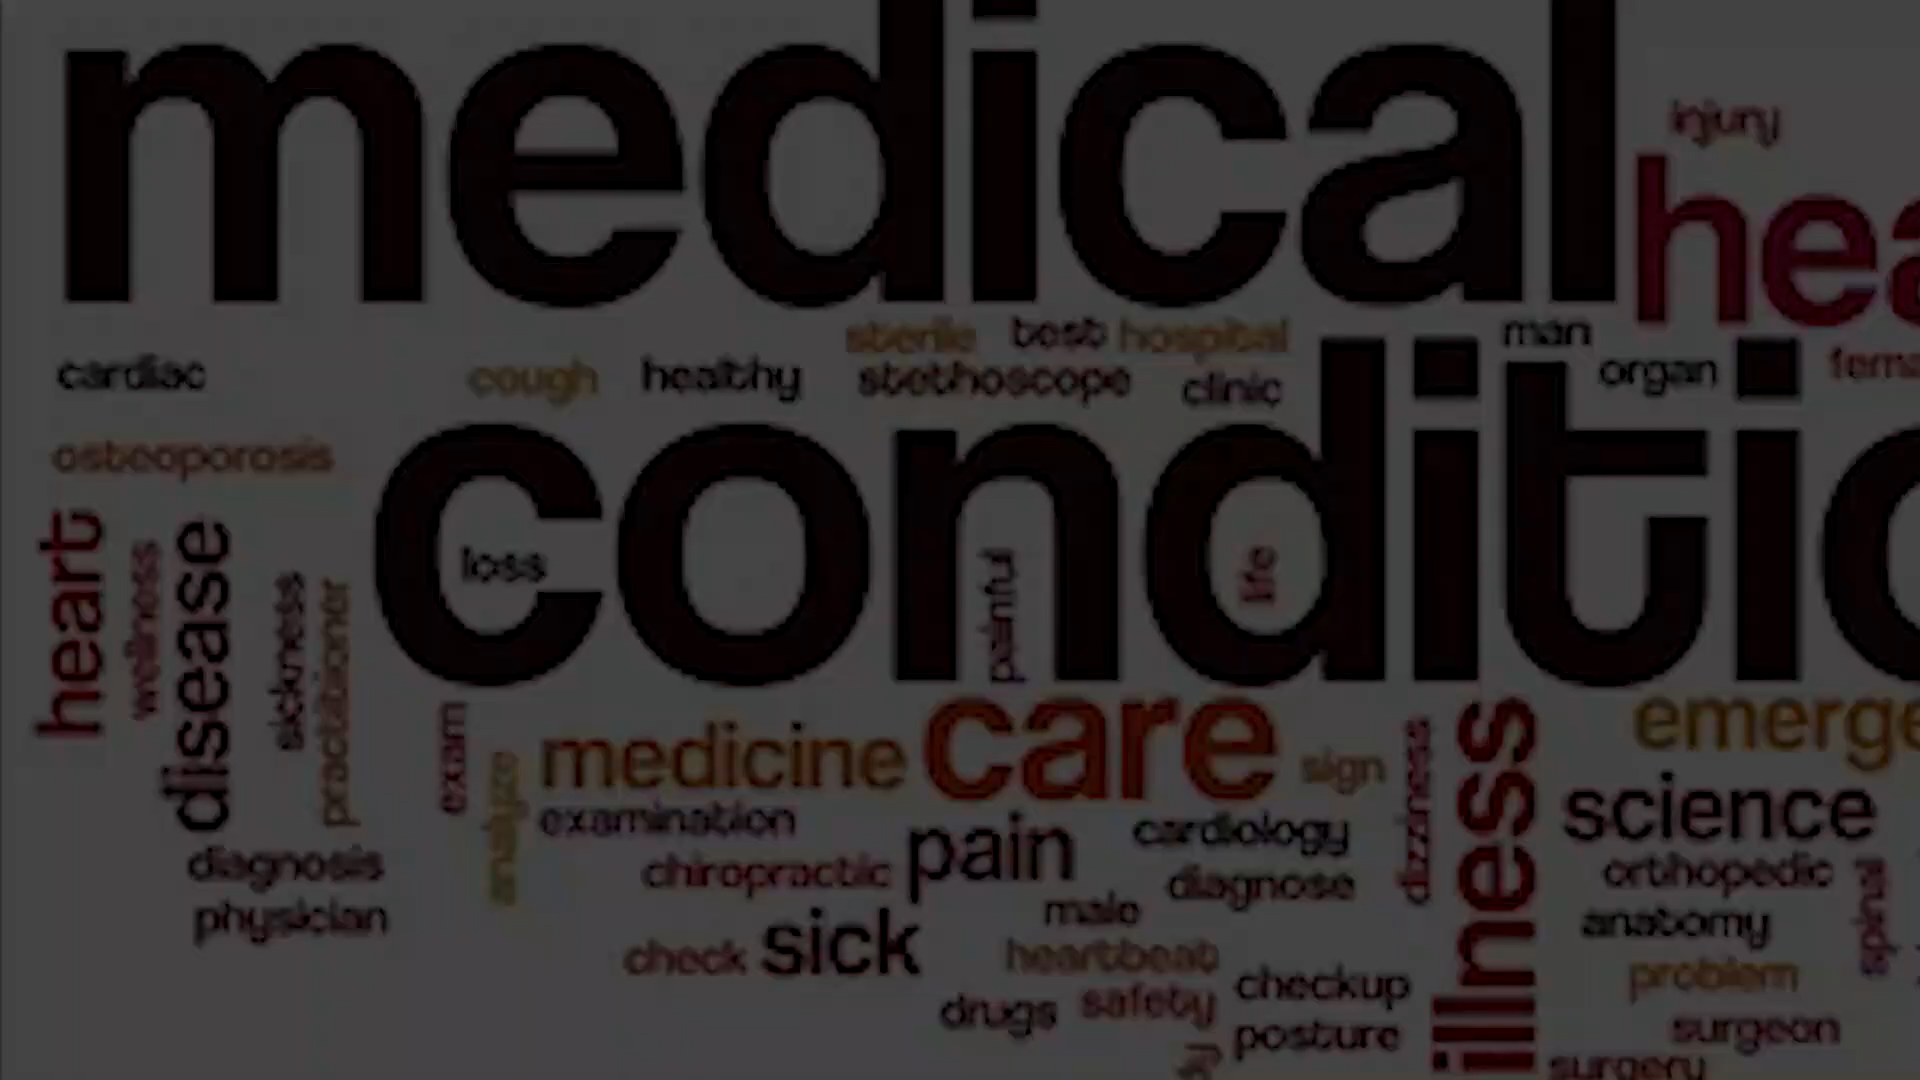 medical
injury
hea
sterile best hospital man
cardiac cough healthy stethoscope clinic organ fema
conditio
osteoporosis
heart
wellness
disease
sickness
practitioner
loss
painful
life
exam
analyze
medicine care sign
dizziness
illness
emerge
examination
pain
cardiology
science
chiropractic
diagnose
orthopedic
spinal
diagnosis
physician
male
anatomy
check sick
heartbeat
problem
drugs safety checkup
posture
surgeon
surgery